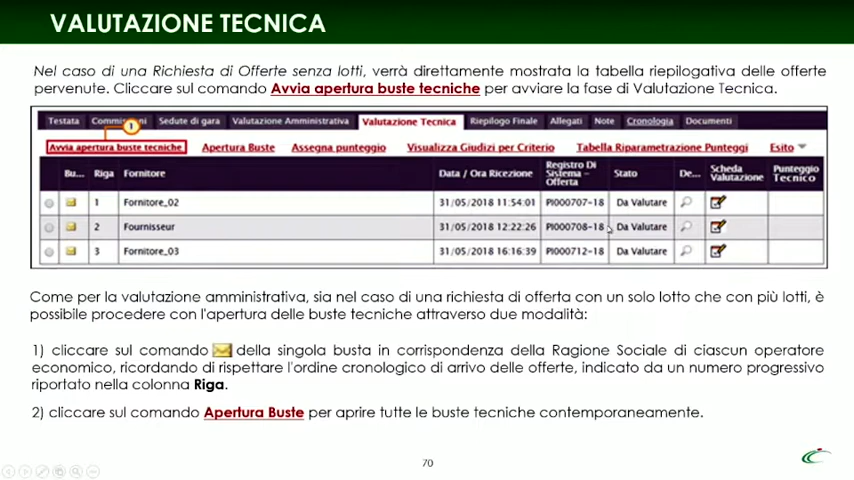 VALUTAZIONE TECNICA
Nel caso di una Richiesta di Offerte senza lotti, verrà direttamente mostrata la tabella riepilogativa delle offerte
pervenute. Cliccare sul comando Avvia apertura buste tecniche per avviare la fase di Valutazione Tecnica.
Testata Commissioni Sedute di gara Valutazione Amministrativa Valutazione Tecnica Riepilogo Finale Allegati Note Cronologia Documenti
1
Avvia apertura buste tecniche Apertura Buste Assegna punteggio Visualizza Giudizi per Criterio Tabella Riparametrazione Punteggi Esito
Bu... Riga Fornitore Data / Ora Ricezione Registro Di Sistema - Offerta Stato De... Scheda Valutazione Punteggio Tecnico
1 Fornitore_02 31/05/2018 11:54:01 PI000707-18 Da Valutare
2 Fournisseur 31/05/2018 12:22:26 PI000708-18 Da Valutare
3 Fornitore_03 31/05/2018 16:16:39 PI000712-18 Da Valutare
Come per la valutazione amministrativa, sia nel caso di una richiesta di offerta con un solo lotto che con più lotti, è
possibile procedere con l'apertura delle buste tecniche attraverso due modalità:
1) cliccare sul comando della singola busta in corrispondenza della Ragione Sociale di ciascun operatore
economico, ricordando di rispettare l'ordine cronologico di arrivo delle offerte, indicato da un numero progressivo
riportato nella colonna Riga.
2) cliccare sul comando Apertura Buste per aprire tutte le buste tecniche contemporaneamente.
70